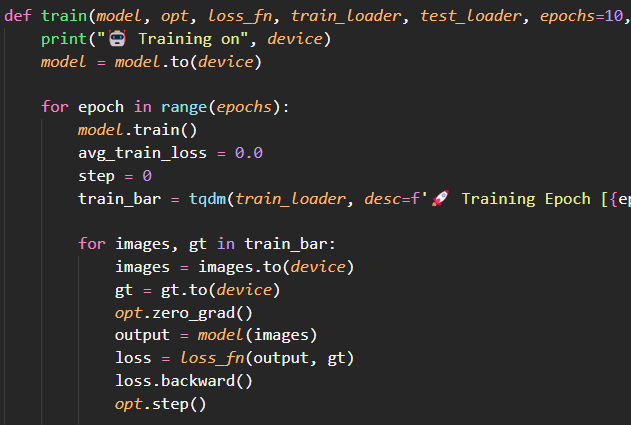 def train(model, opt, loss_fn, train_loader, test_loader, epochs=10,
    print("🤖 Training on", device)
    model = model.to(device)

    for epoch in range(epochs):
        model.train()
        avg_train_loss = 0.0
        step = 0
        train_bar = tqdm(train_loader, desc=f'🚀 Training Epoch [{ep

        for images, gt in train_bar:
            images = images.to(device)
            gt = gt.to(device)
            opt.zero_grad()
            output = model(images)
            loss = loss_fn(output, gt)
            loss.backward()
            opt.step()